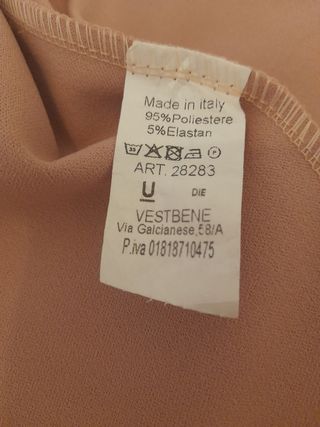 Made in italy
95%Poliestere
5%Elastan
ART. 28283
U DIE
VESTBENE
Via Galcianese,58/A
P.iva 01818710475